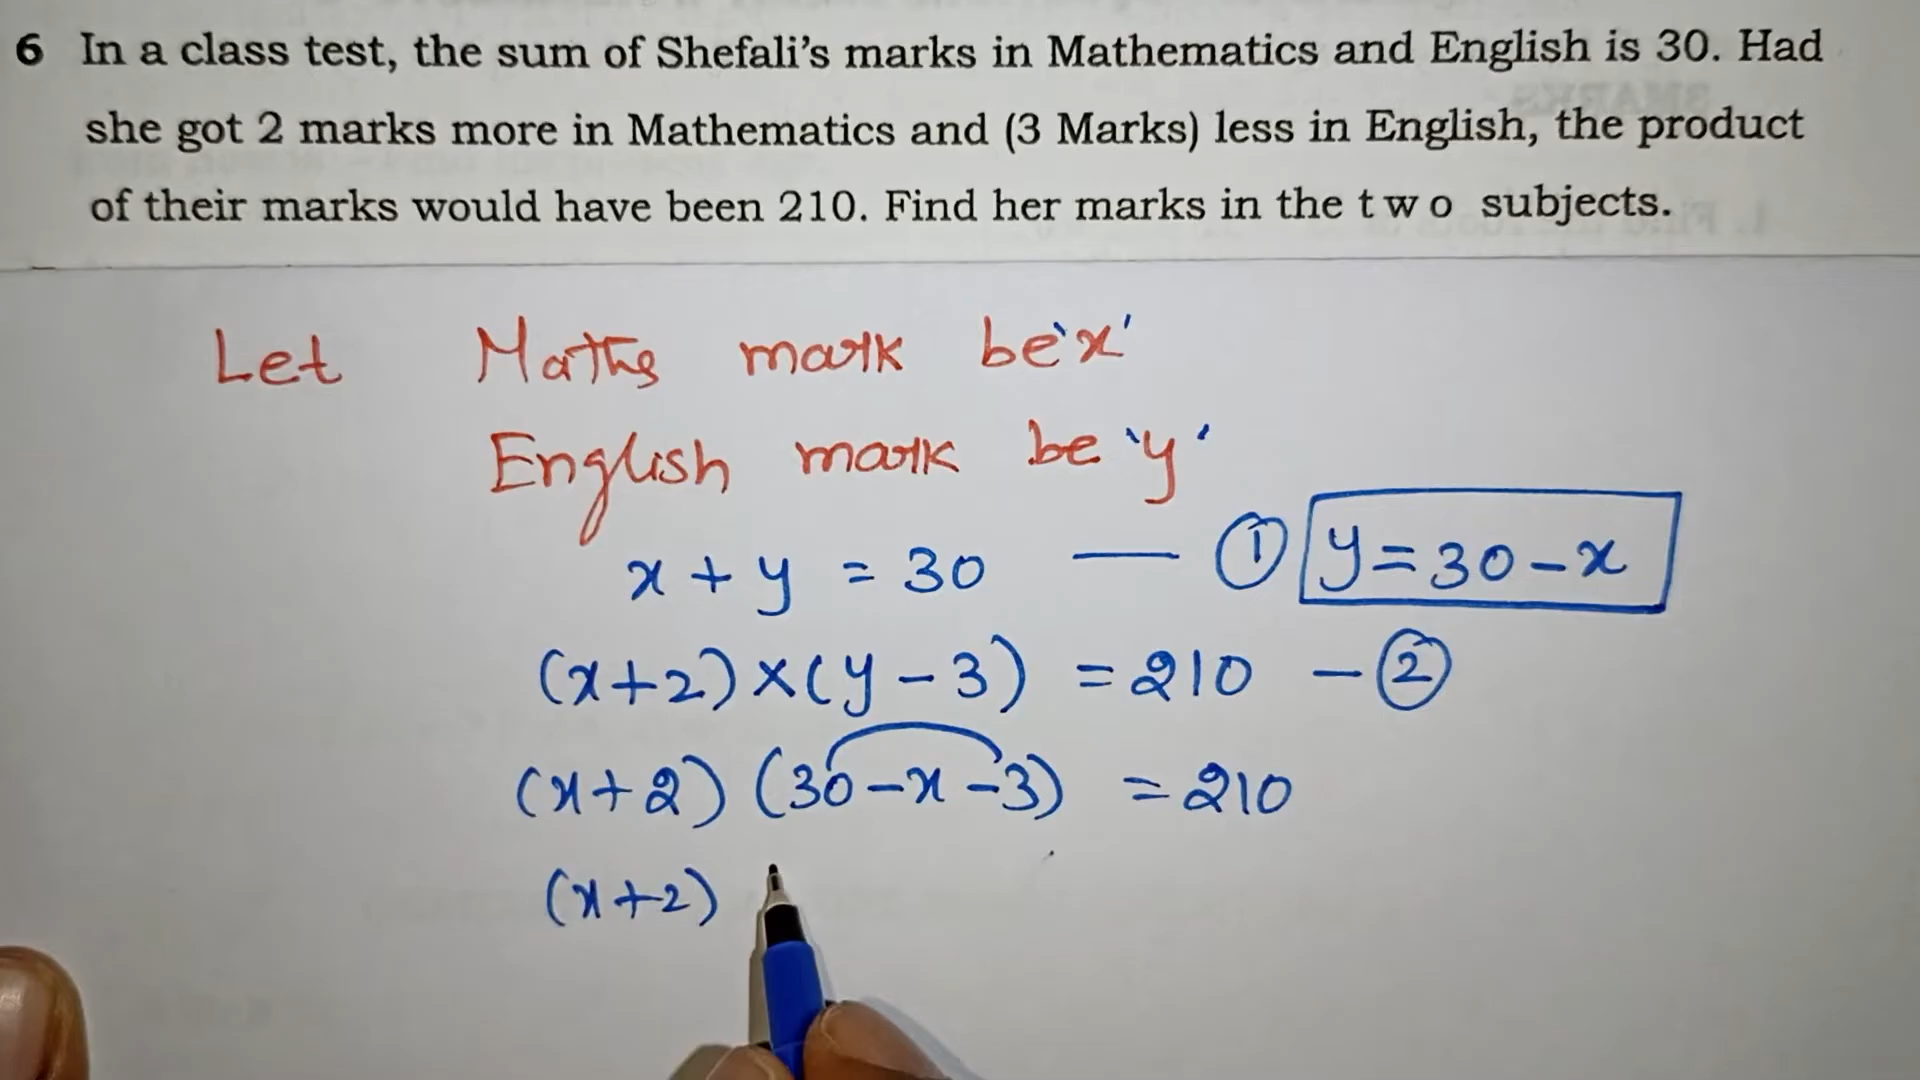 6 In a class test, the sum of Shefali's marks in Mathematics and English is 30. Had
she got 2 marks more in Mathematics and (3 Marks) less in English, the product
of their marks would have been 210. Find her marks in the t w o subjects.
Let Maths mark be 'x'
English mark be 'y'
x + y = 30 — ① y = 30 - x
(x+2) × (y - 3) = 210 - ②
(x+2) (30 - x - 3) = 210
(x+2)